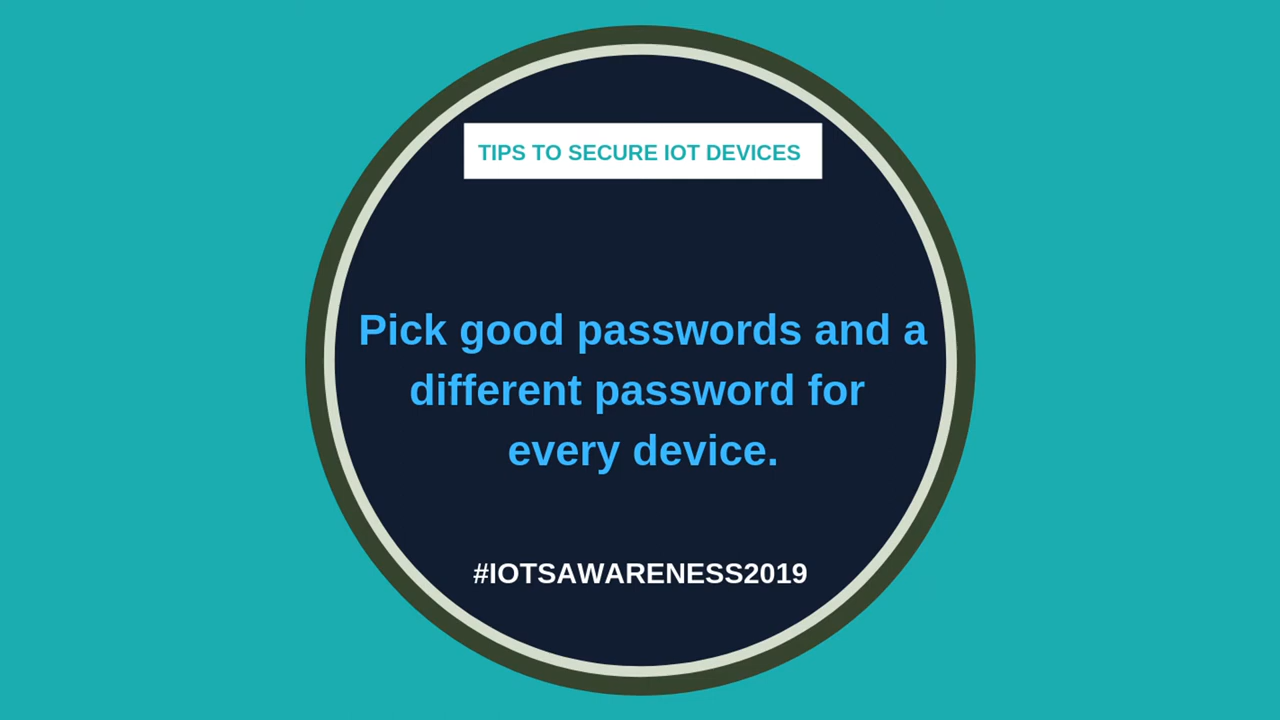 TIPS TO SECURE IOT DEVICES
Pick good passwords and a
different password for
every device.
#IOTSAWARENESS2019